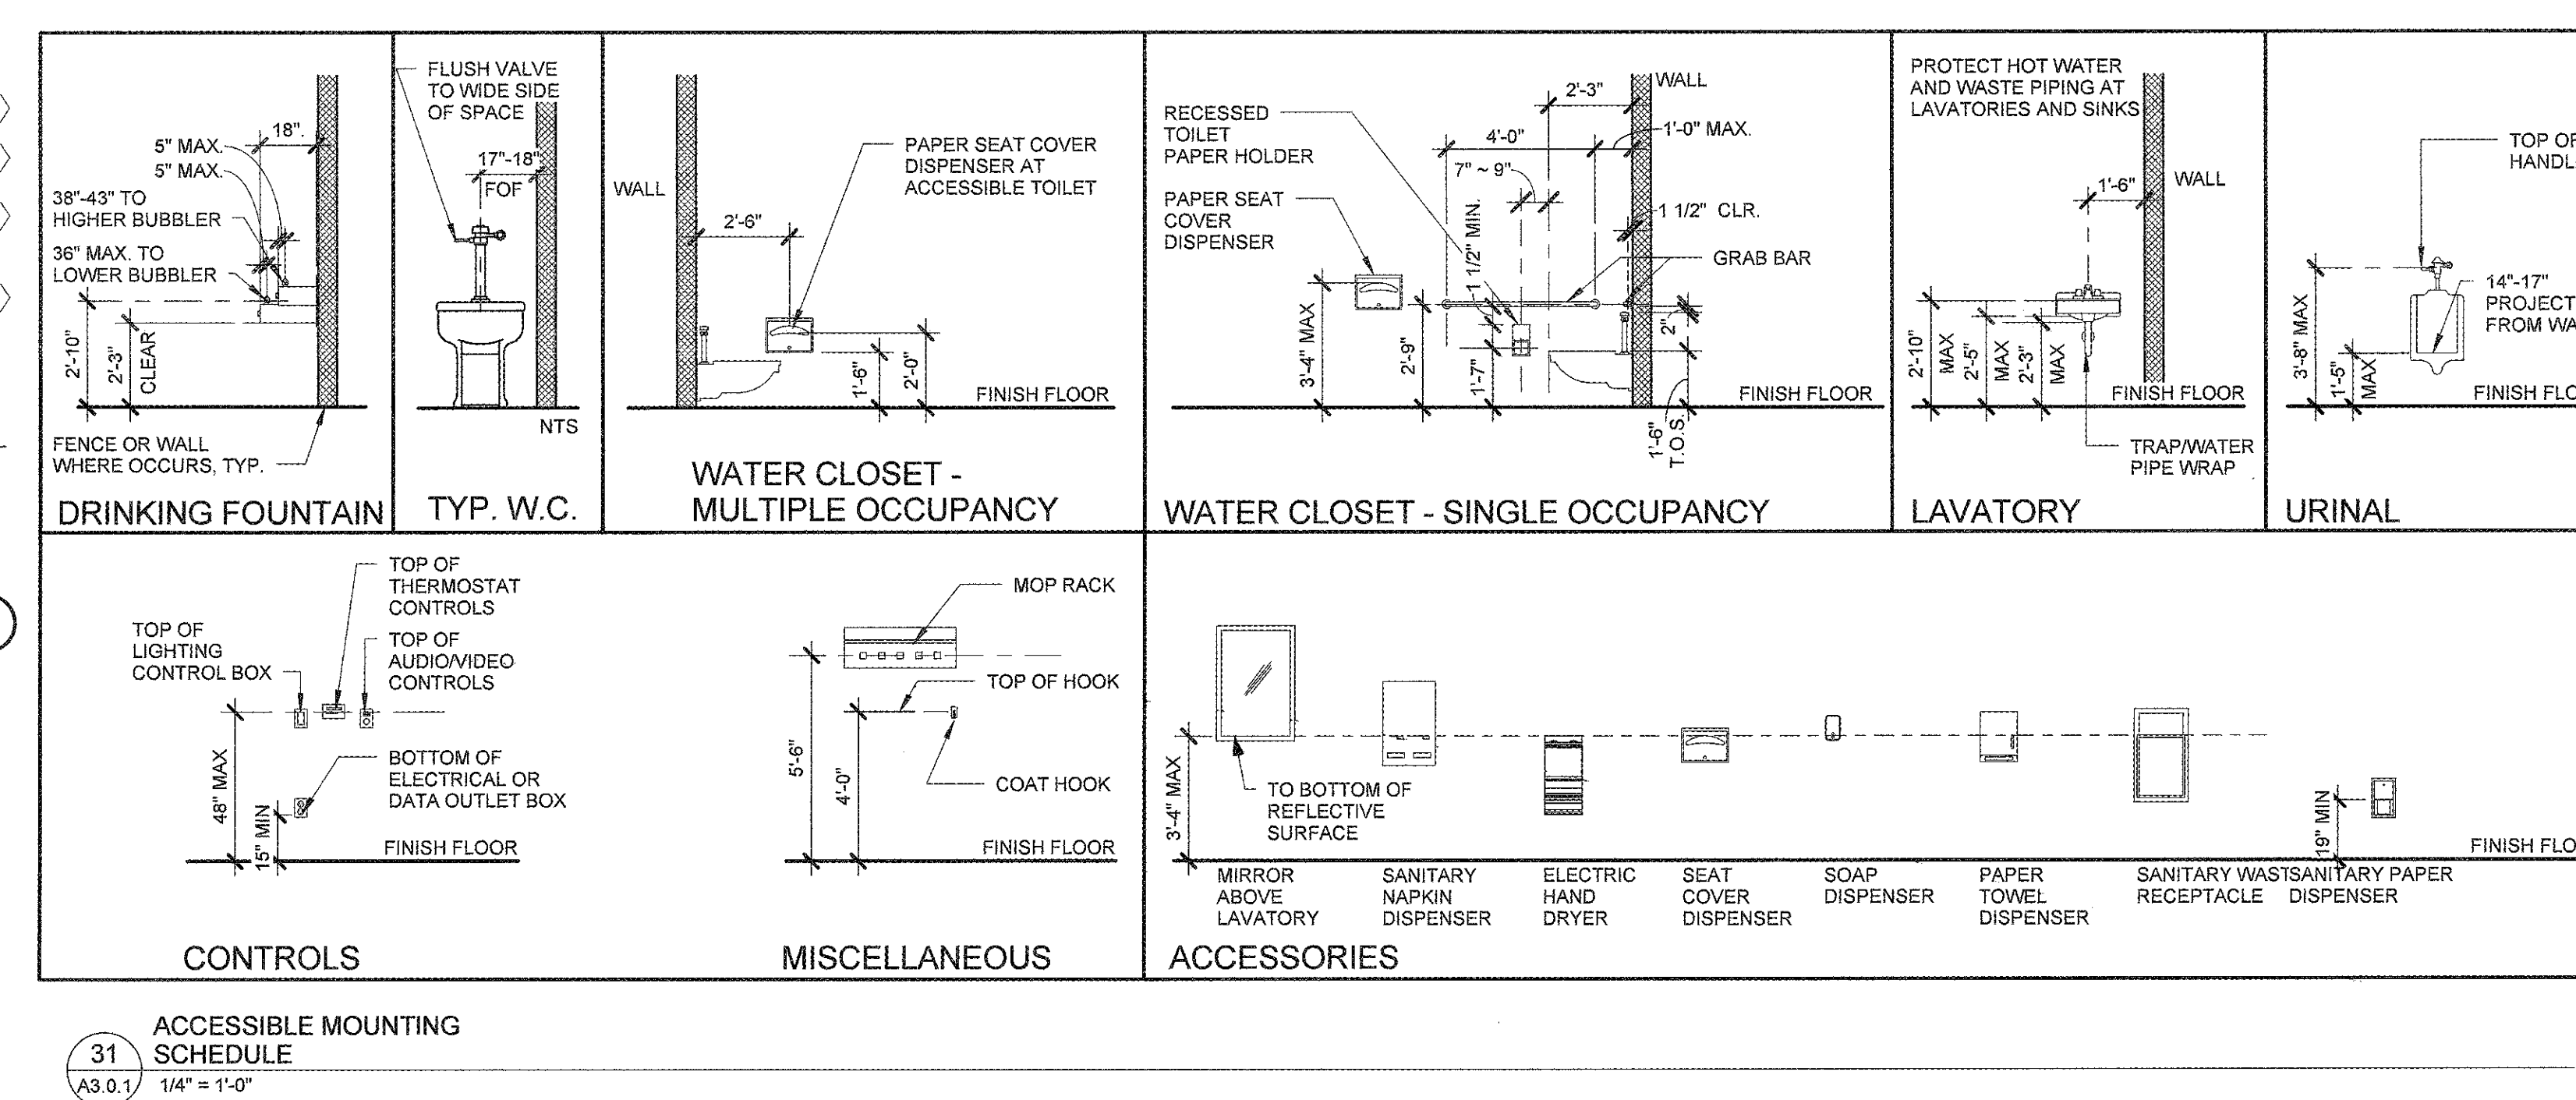 FLUSH VALVE
TO WIDE SIDE
OF SPACE
18".
5" MAX.
5" MAX.
38"-43" TO
HIGHER BUBBLER
36" MAX. TO
LOWER BUBBLER
2'-10"
2'-3"
CLEAR
FENCE OR WALL
WHERE OCCURS, TYP.
DRINKING FOUNTAIN
17"-18"
FOF
NTS
TYP. W.C.
WALL
2'-6"
PAPER SEAT COVER
DISPENSER AT
ACCESSIBLE TOILET
1'-6"
2'-0"
FINISH FLOOR
WATER CLOSET -
MULTIPLE OCCUPANCY
RECESSED
TOILET
PAPER HOLDER
PAPER SEAT
COVER
DISPENSER
2'-3"
WALL
1'-0" MAX.
4'-0"
7" ~ 9"
1 1/2" MIN.
1 1/2" CLR.
GRAB BAR
3'-4" MAX
2'-9"
1'-7"
2"
1'-6"
T.O.S.
FINISH FLOOR
WATER CLOSET - SINGLE OCCUPANCY
PROTECT HOT WATER
AND WASTE PIPING AT
LAVATORIES AND SINKS
1'-6"
WALL
2'-10"
MAX
2'-5"
MAX
2'-3"
MAX
FINISH FLOOR
TRAP/WATER
PIPE WRAP
LAVATORY
TOP OF
HANDL
14"-17"
PROJECT
FROM WA
3'-8" MAX
1'-5"
MAX
FINISH FLO
URINAL
TOP OF
THERMOSTAT
CONTROLS
TOP OF
LIGHTING
CONTROL BOX
TOP OF
AUDIO/VIDEO
CONTROLS
48" MAX
15" MIN
BOTTOM OF
ELECTRICAL OR
DATA OUTLET BOX
FINISH FLOOR
CONTROLS
MOP RACK
TOP OF HOOK
5'-6"
4'-0"
COAT HOOK
FINISH FLOOR
MISCELLANEOUS
3'-4" MAX
TO BOTTOM OF
REFLECTIVE
SURFACE
19" MIN
FINISH FLO
MIRROR
ABOVE
LAVATORY
SANITARY
NAPKIN
DISPENSER
ELECTRIC
HAND
DRYER
SEAT
COVER
DISPENSER
SOAP
DISPENSER
PAPER
TOWEL
DISPENSER
SANITARY WAST
RECEPTACLE
SANITARY PAPER
DISPENSER
ACCESSORIES
31
A3.0.1
ACCESSIBLE MOUNTING
SCHEDULE
1/4" = 1'-0"